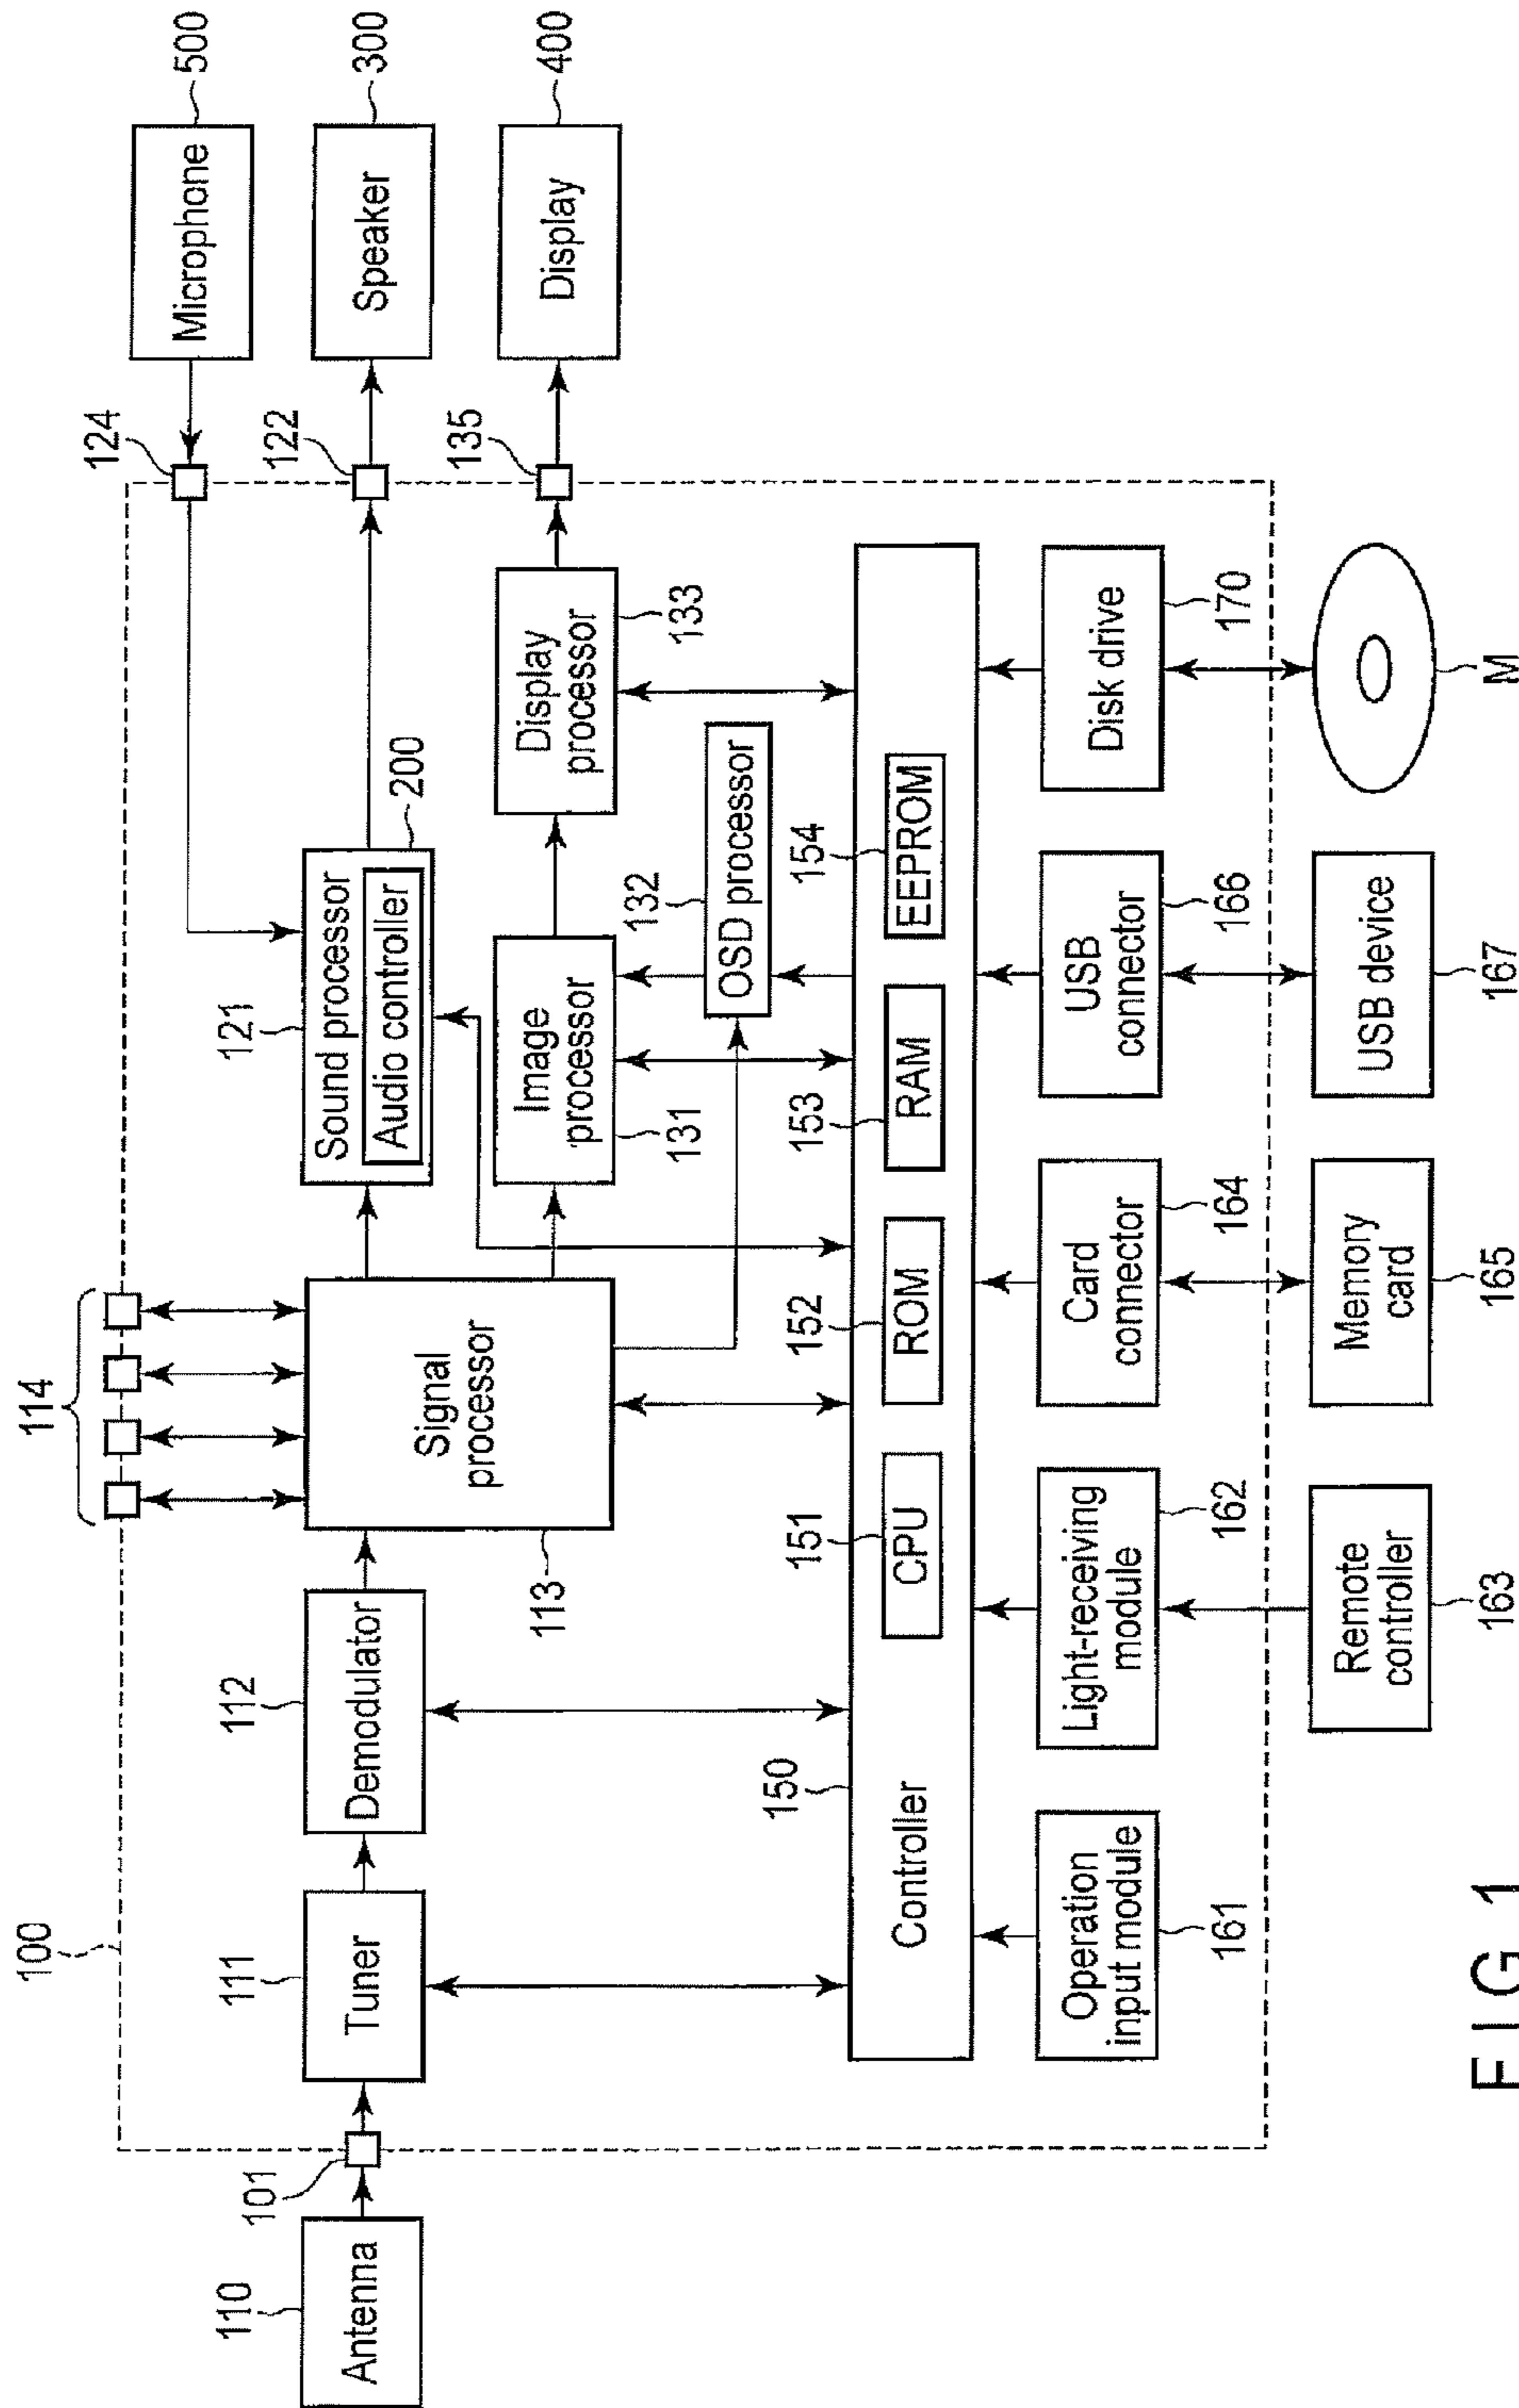 100
114
110
Antenna
101
111
Tuner
112
Demodulator
113
Signal
processor
121
Sound processor
Audio controller
200
124
Microphone
500
122
Speaker
300
135
Display
400
Image
processor
131
132
OSD processor
Display
processor
133
150
Controller
151
CPU
152
ROM
153
RAM
154
EEPROM
Operation
input module
161
Light-receiving
module
162
Card
connector
164
USB
connector
166
Disk drive
170
Remote
controller
163
Memory
card
165
USB device
167
M
FIG 1